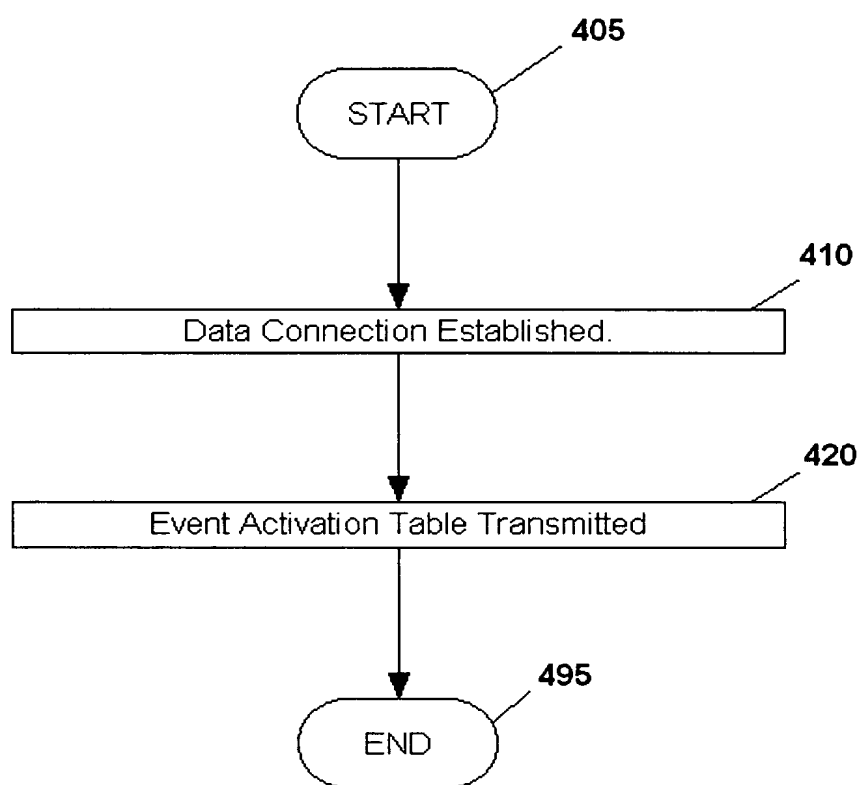 405
START
410
Data Connection Established.
420
Event Activation Table Transmitted
495
END